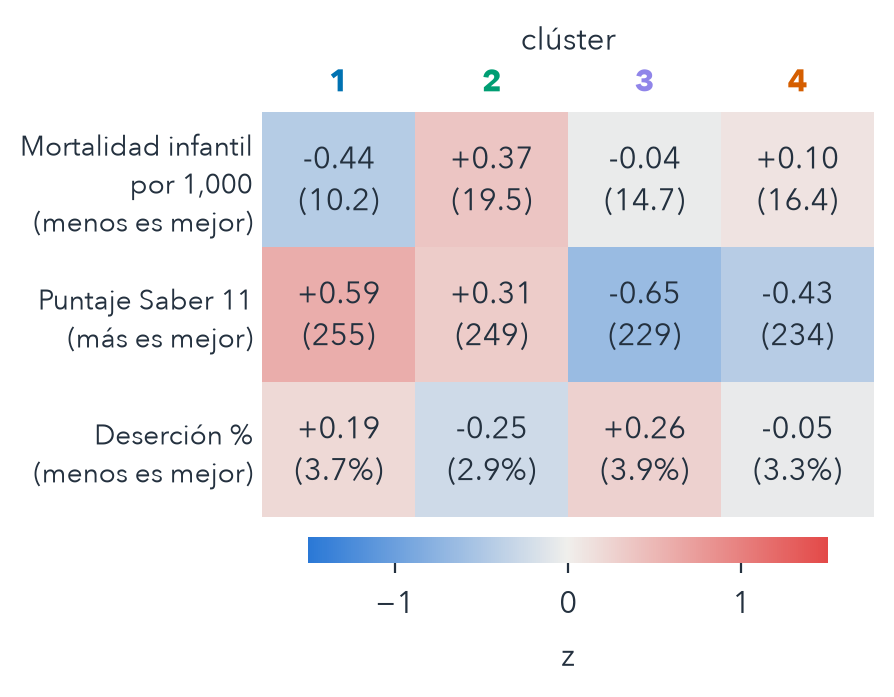 clúster
1 2 3 4
Mortalidad infantil
por 1,000
(menos es mejor)
-0.44 +0.37 -0.04 +0.10
(10.2) (19.5) (14.7) (16.4)
Puntaje Saber 11
(más es mejor)
+0.59 +0.31 -0.65 -0.43
(255) (249) (229) (234)
Deserción %
(menos es mejor)
+0.19 -0.25 +0.26 -0.05
(3.7%) (2.9%) (3.9%) (3.3%)
−1 0 1
z